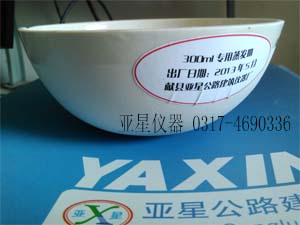 300ml 专用蒸发皿
出厂日期：2013年5月
献县亚星公路建筑仪器厂
亚星仪器 0317-4690336
YAXIN
亚星公路建